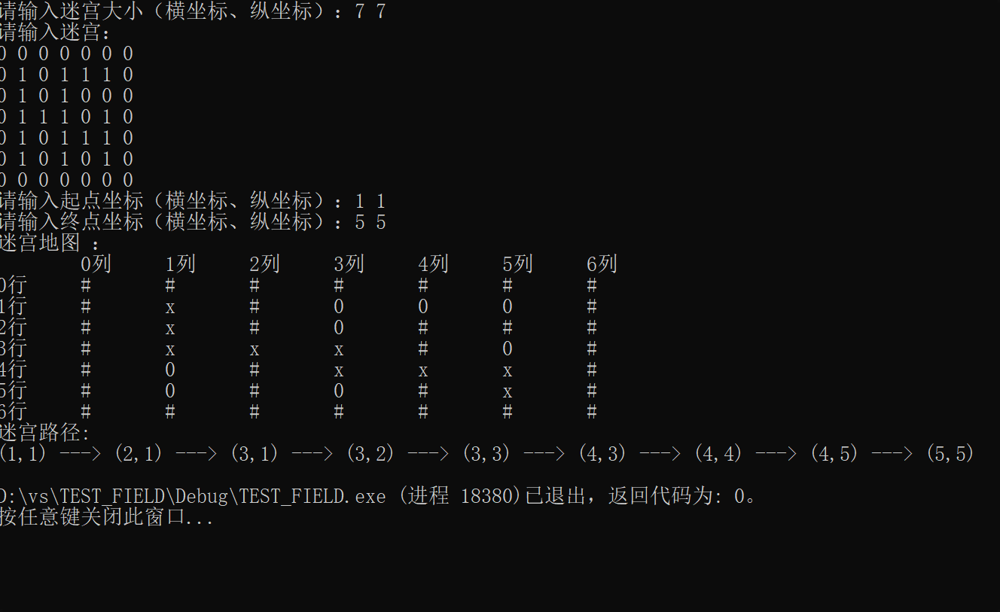 请输入迷宫大小（横坐标、纵坐标）：7 7
请输入迷宫：
0 0 0 0 0 0 0
0 1 0 1 1 1 0
0 1 0 1 0 0 0
0 1 1 1 0 1 0
0 1 0 1 1 1 0
0 1 0 1 0 1 0
0 0 0 0 0 0 0
请输入起点坐标（横坐标、纵坐标）：1 1
请输入终点坐标（横坐标、纵坐标）：5 5
迷宫地图 ：
0列 1列 2列 3列 4列 5列 6列
0行 # # # # # # #
1行 # x # 0 0 0 #
2行 # x # 0 # # #
3行 # x x x # 0 #
4行 # 0 # x x x #
5行 # 0 # 0 # x #
6行 # # # # # # #
迷宫路径:
(1,1) ---> (2,1) ---> (3,1) ---> (3,2) ---> (3,3) ---> (4,3) ---> (4,4) ---> (4,5) ---> (5,5)
D:\vs\TEST_FIELD\Debug\TEST_FIELD.exe (进程 18380)已退出，返回代码为: 0。
按任意键关闭此窗口...